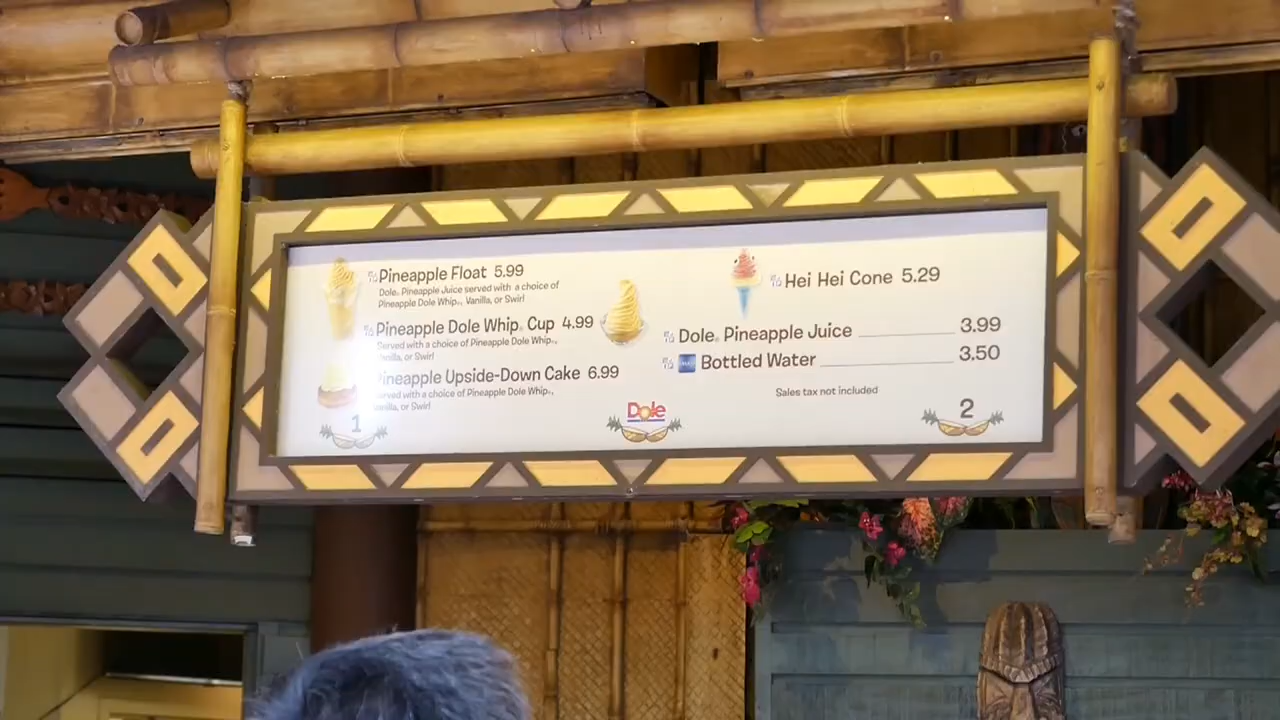 Pineapple Float 5.99
Dole® Pineapple Juice served with a choice of
Pineapple Dole Whip®, Vanilla, or Swirl
Pineapple Dole Whip® Cup 4.99
Served with a choice of Pineapple Dole Whip®,
Vanilla, or Swirl
Pineapple Upside-Down Cake 6.99
Served with a choice of Pineapple Dole Whip®,
Vanilla, or Swirl
1
Dole
Hei Hei Cone 5.29
Dole® Pineapple Juice 3.99
Bottled Water 3.50
Sales tax not included
2